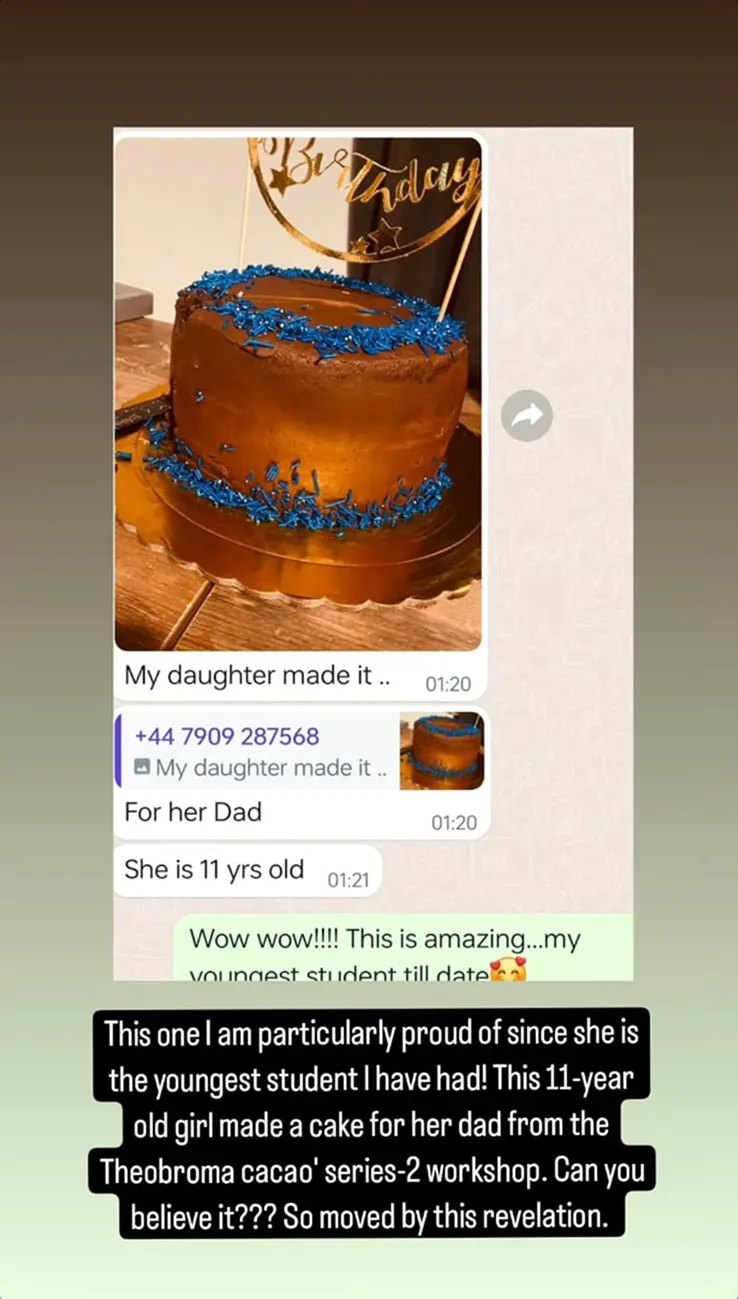 Birthday
My daughter made it ..
01:20
+44 7909 287568
My daughter made it ..
For her Dad
01:20
She is 11 yrs old
01:21
Wow wow!!!! This is amazing...my
youngest student till date🥰
This one I am particularly proud of since she is
the youngest student I have had! This 11-year
old girl made a cake for her dad from the
Theobroma cacao' series-2 workshop. Can you
believe it??? So moved by this revelation.